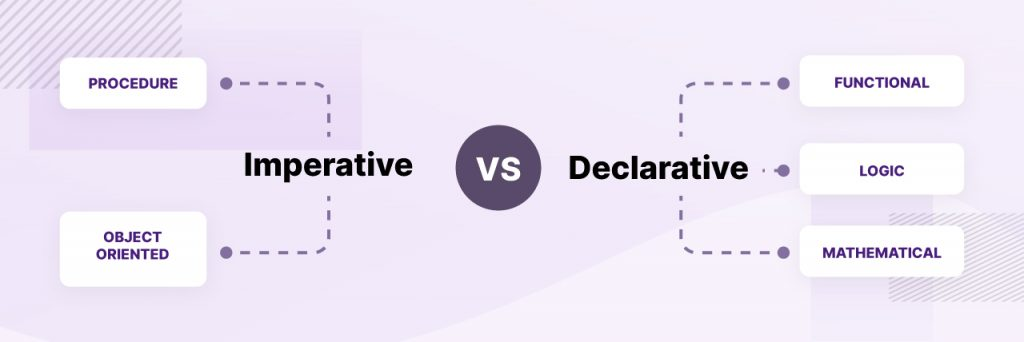 PROCEDURE
OBJECT
ORIENTED
Imperative
VS
Declarative
FUNCTIONAL
LOGIC
MATHEMATICAL